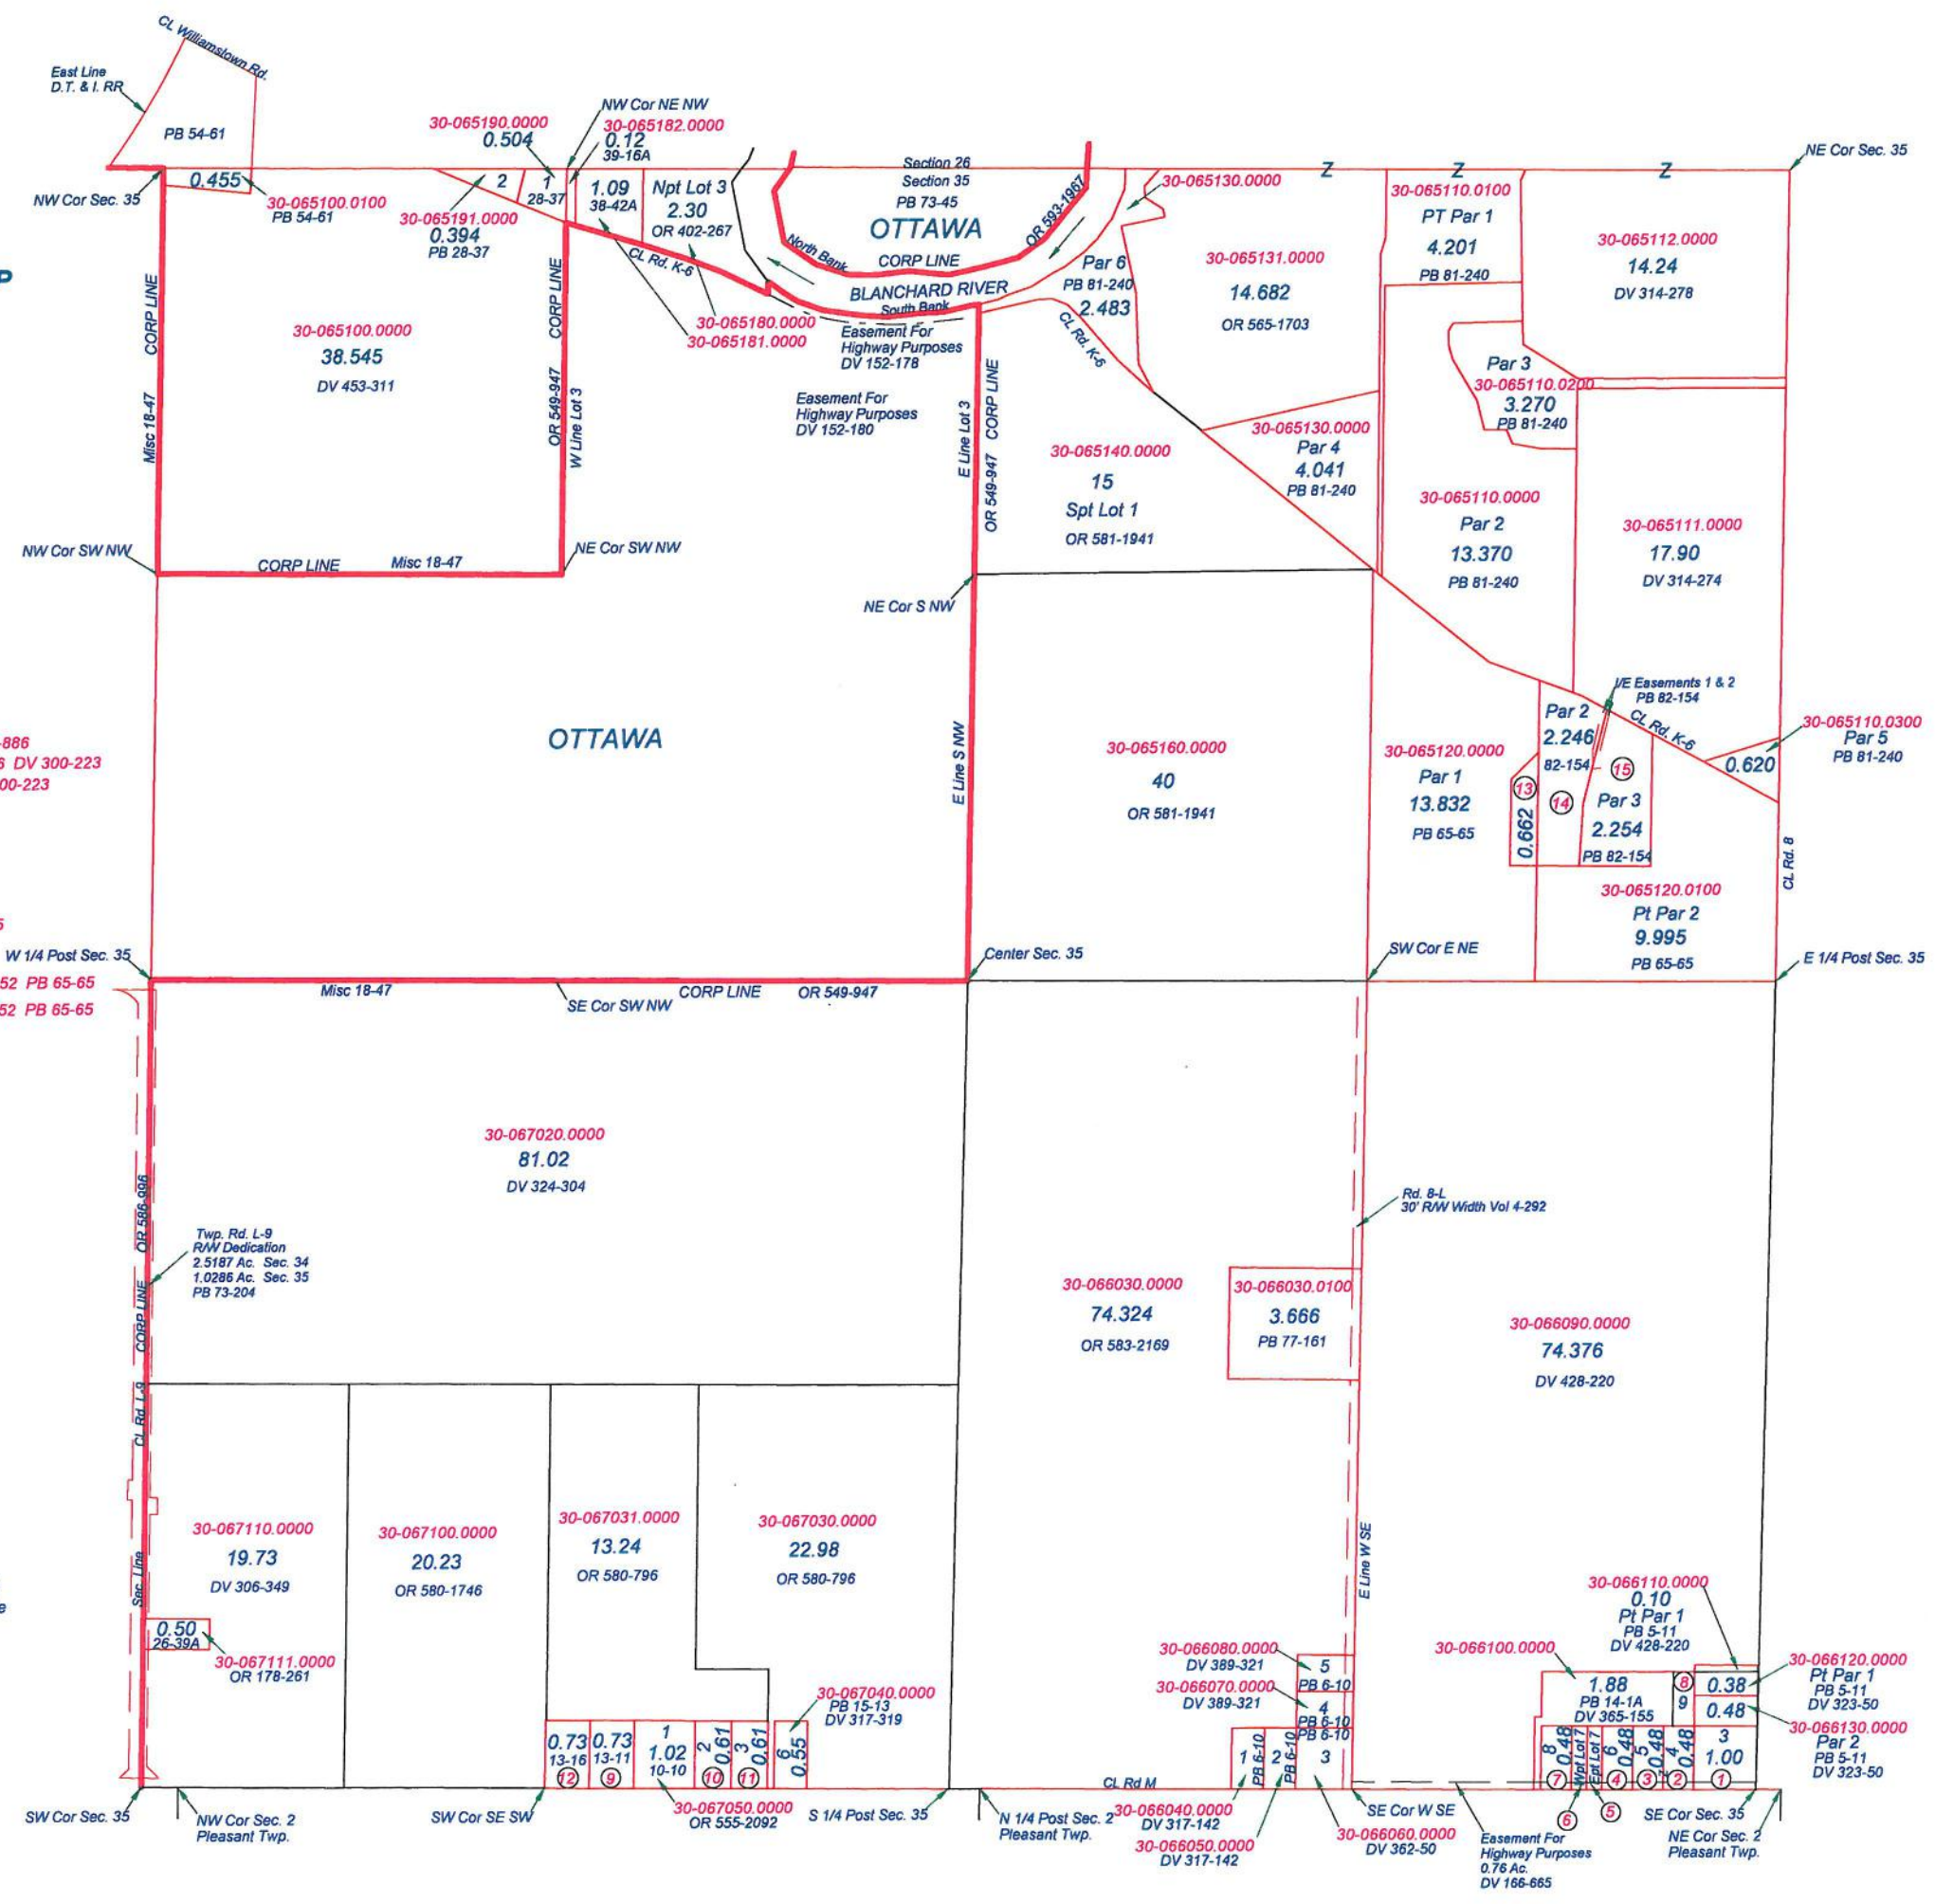 CL Williamstown Rd.
East Line
D.T. & I. RR
PB 54-61
NW Cor Sec. 35
0.455
30-065100.0100
PB 54-61
30-065190.0000
0.504
NW Cor NE NW
30-065182.0000
0.12
39-16A
2
1
28-37
30-065191.0000
0.394
PB 28-37
1.09
38-42A
Npt Lot 3
2.30
OR 402-267
CL Rd. K-6
30-065180.0000
30-065181.0000
Section 26
Section 35
PB 73-45
OTTAWA
North Bank
CORP LINE
OR 593-1967
BLANCHARD RIVER
South Bank
Easement For
Highway Purposes
DV 152-178
Easement For
Highway Purposes
DV 152-180
30-065130.0000
Par 6
PB 81-240
2.483
CL Rd. K-6
30-065131.0000
14.682
OR 565-1703
Z
Z
Z
NE Cor Sec. 35
30-065110.0100
PT Par 1
4.201
PB 81-240
30-065112.0000
14.24
DV 314-278
Par 3
30-065110.0200
3.270
PB 81-240
30-065100.0000
38.545
DV 453-311
CORP LINE
Misc 18-47
CORP LINE
OR 549-947
W Line Lot 3
E Line Lot 3
OR 549-947 CORP LINE
30-065140.0000
15
Spt Lot 1
OR 581-1941
30-065130.0000
Par 4
4.041
PB 81-240
30-065110.0000
Par 2
13.370
PB 81-240
30-065111.0000
17.90
DV 314-274
NW Cor SW NW
CORP LINE Misc 18-47
NE Cor SW NW
NE Cor S NW
OTTAWA
E Line S NW
30-065160.0000
40
OR 581-1941
30-065120.0000
Par 1
13.832
PB 65-65
13
0.662
Par 2
2.246
82-154
14
I/E Easements 1 & 2
PB 82-154
CL Rd. K-6
15
Par 3
2.254
PB 82-154
30-065110.0300
Par 5
PB 81-240
0.620
CL Rd. 8
30-065120.0100
Pt Par 2
9.995
PB 65-65
-886
DV 300-223
00-223
W 1/4 Post Sec. 35
52 PB 65-65
52 PB 65-65
Misc 18-47
SE Cor SW NW
CORP LINE OR 549-947
Center Sec. 35
SW Cor E NE
E 1/4 Post Sec. 35
30-067020.0000
81.02
DV 324-304
OR 586-996
CORP LINE
CL Rd. L-9
Sec. Line
Twp. Rd. L-9
R/W Dedication
2.5187 Ac. Sec. 34
1.0286 Ac. Sec. 35
PB 73-204
Rd. 8-L
30' R/W Width Vol 4-292
30-066030.0000
74.324
OR 583-2169
30-066030.0100
3.666
PB 77-161
30-066090.0000
74.376
DV 428-220
E Line W SE
30-067110.0000
19.73
DV 306-349
0.50
26-39A
30-067111.0000
OR 178-261
30-067100.0000
20.23
OR 580-1746
30-067031.0000
13.24
OR 580-796
30-067030.0000
22.98
OR 580-796
30-067040.0000
PB 15-13
DV 317-319
0.73
13-16
12
0.73
13-11
9
1
1.02
10-10
2
0.61
10
3
0.61
11
6
0.55
30-067050.0000
OR 555-2092
30-066080.0000
DV 389-321
30-066070.0000
DV 389-321
5
PB 6-10
4
PB 6-10
PB 6-10
3
1
PB 6-10
2
PB 6-10
CL Rd M
30-066110.0000
0.10
Pt Par 1
PB 5-11
DV 428-220
30-066100.0000
1.88
PB 14-1A
DV 365-155
8
9
0.38
0.48
30-066120.0000
Pt Par 1
PB 5-11
DV 323-50
30-066130.0000
Par 2
PB 5-11
DV 323-50
8
0.48
7
Wpt Lot 7
Ept Lot 7
6
0.48
4
5
0.48
3
4
0.48
2
3
1.00
1
6
5
SW Cor Sec. 35
NW Cor Sec. 2
Pleasant Twp.
SW Cor SE SW
S 1/4 Post Sec. 35
N 1/4 Post Sec. 2
Pleasant Twp.
30-066040.0000
DV 317-142
30-066050.0000
DV 317-142
30-066060.0000
DV 362-50
SE Cor W SE
Easement For
Highway Purposes
0.76 Ac.
DV 166-665
SE Cor Sec. 35
NE Cor Sec. 2
Pleasant Twp.